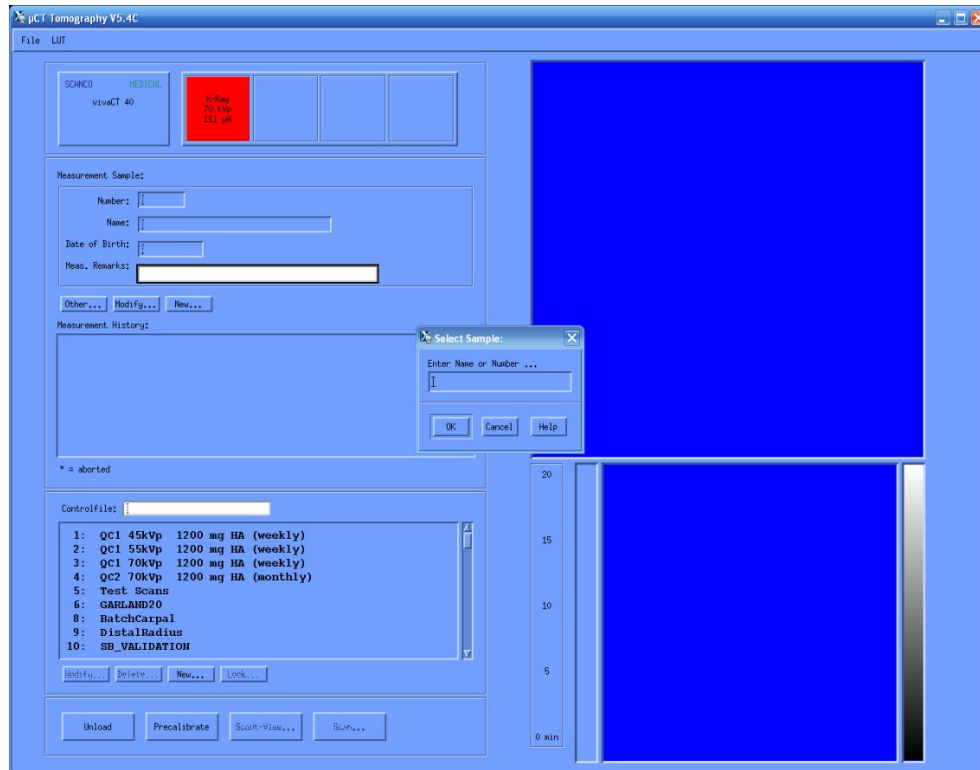 µCT Tomography V5.4C
File LUT
SCANCO MEDICAL
vivaCT 40
X-Ray
70 kVp
111 µA
Measurement Sample:
Number:
Name:
Date of Birth:
Meas. Remarks:
Other... Modify... New...
Measurement History:
* = aborted
Select Sample:
Enter Name or Number ...
OK Cancel Help
Controlfile:
1: QC1 45kVp 1200 mg HA (weekly)
2: QC1 55kVp 1200 mg HA (weekly)
3: QC1 70kVp 1200 mg HA (weekly)
4: QC2 70kVp 1200 mg HA (monthly)
5: Test Scans
6: GARLAND20
8: BatchCarpal
9: DistalRadius
10: SB_VALIDATION
Modify... Delete... New... Lock...
Unload Precalibrate Scout-View... Scan...
20
15
10
5
0 min